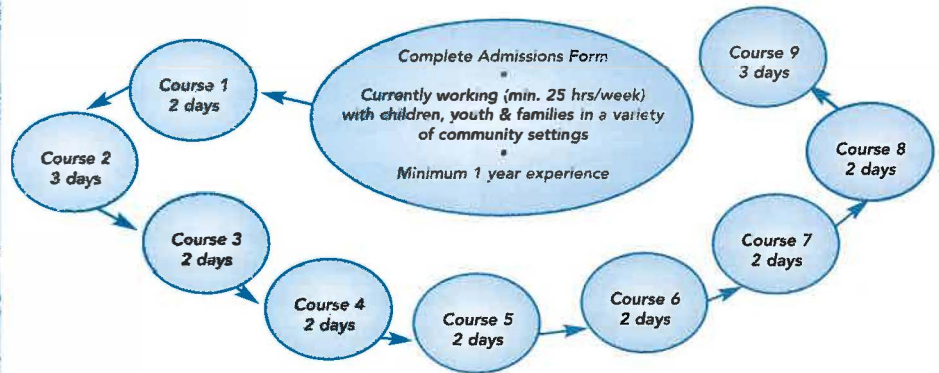 Complete Admissions Form
•
Currently working (min. 25 hrs/week)
with children, youth & families in a variety
of community settings
•
Minimum 1 year experience
Course 1
2 days
Course 2
3 days
Course 3
2 days
Course 4
2 days
Course 5
2 days
Course 6
2 days
Course 7
2 days
Course 8
2 days
Course 9
3 days